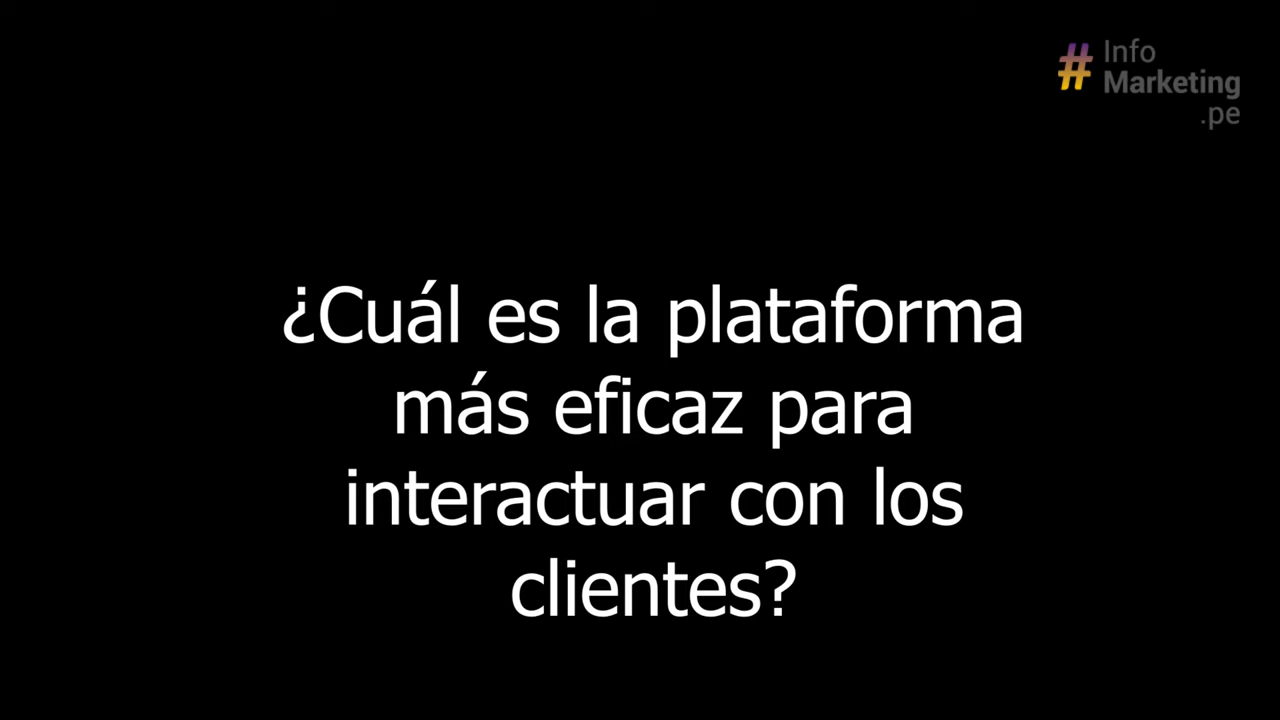 #Info
Marketing
.pe
¿Cuál es la plataforma
más eficaz para
interactuar con los
clientes?